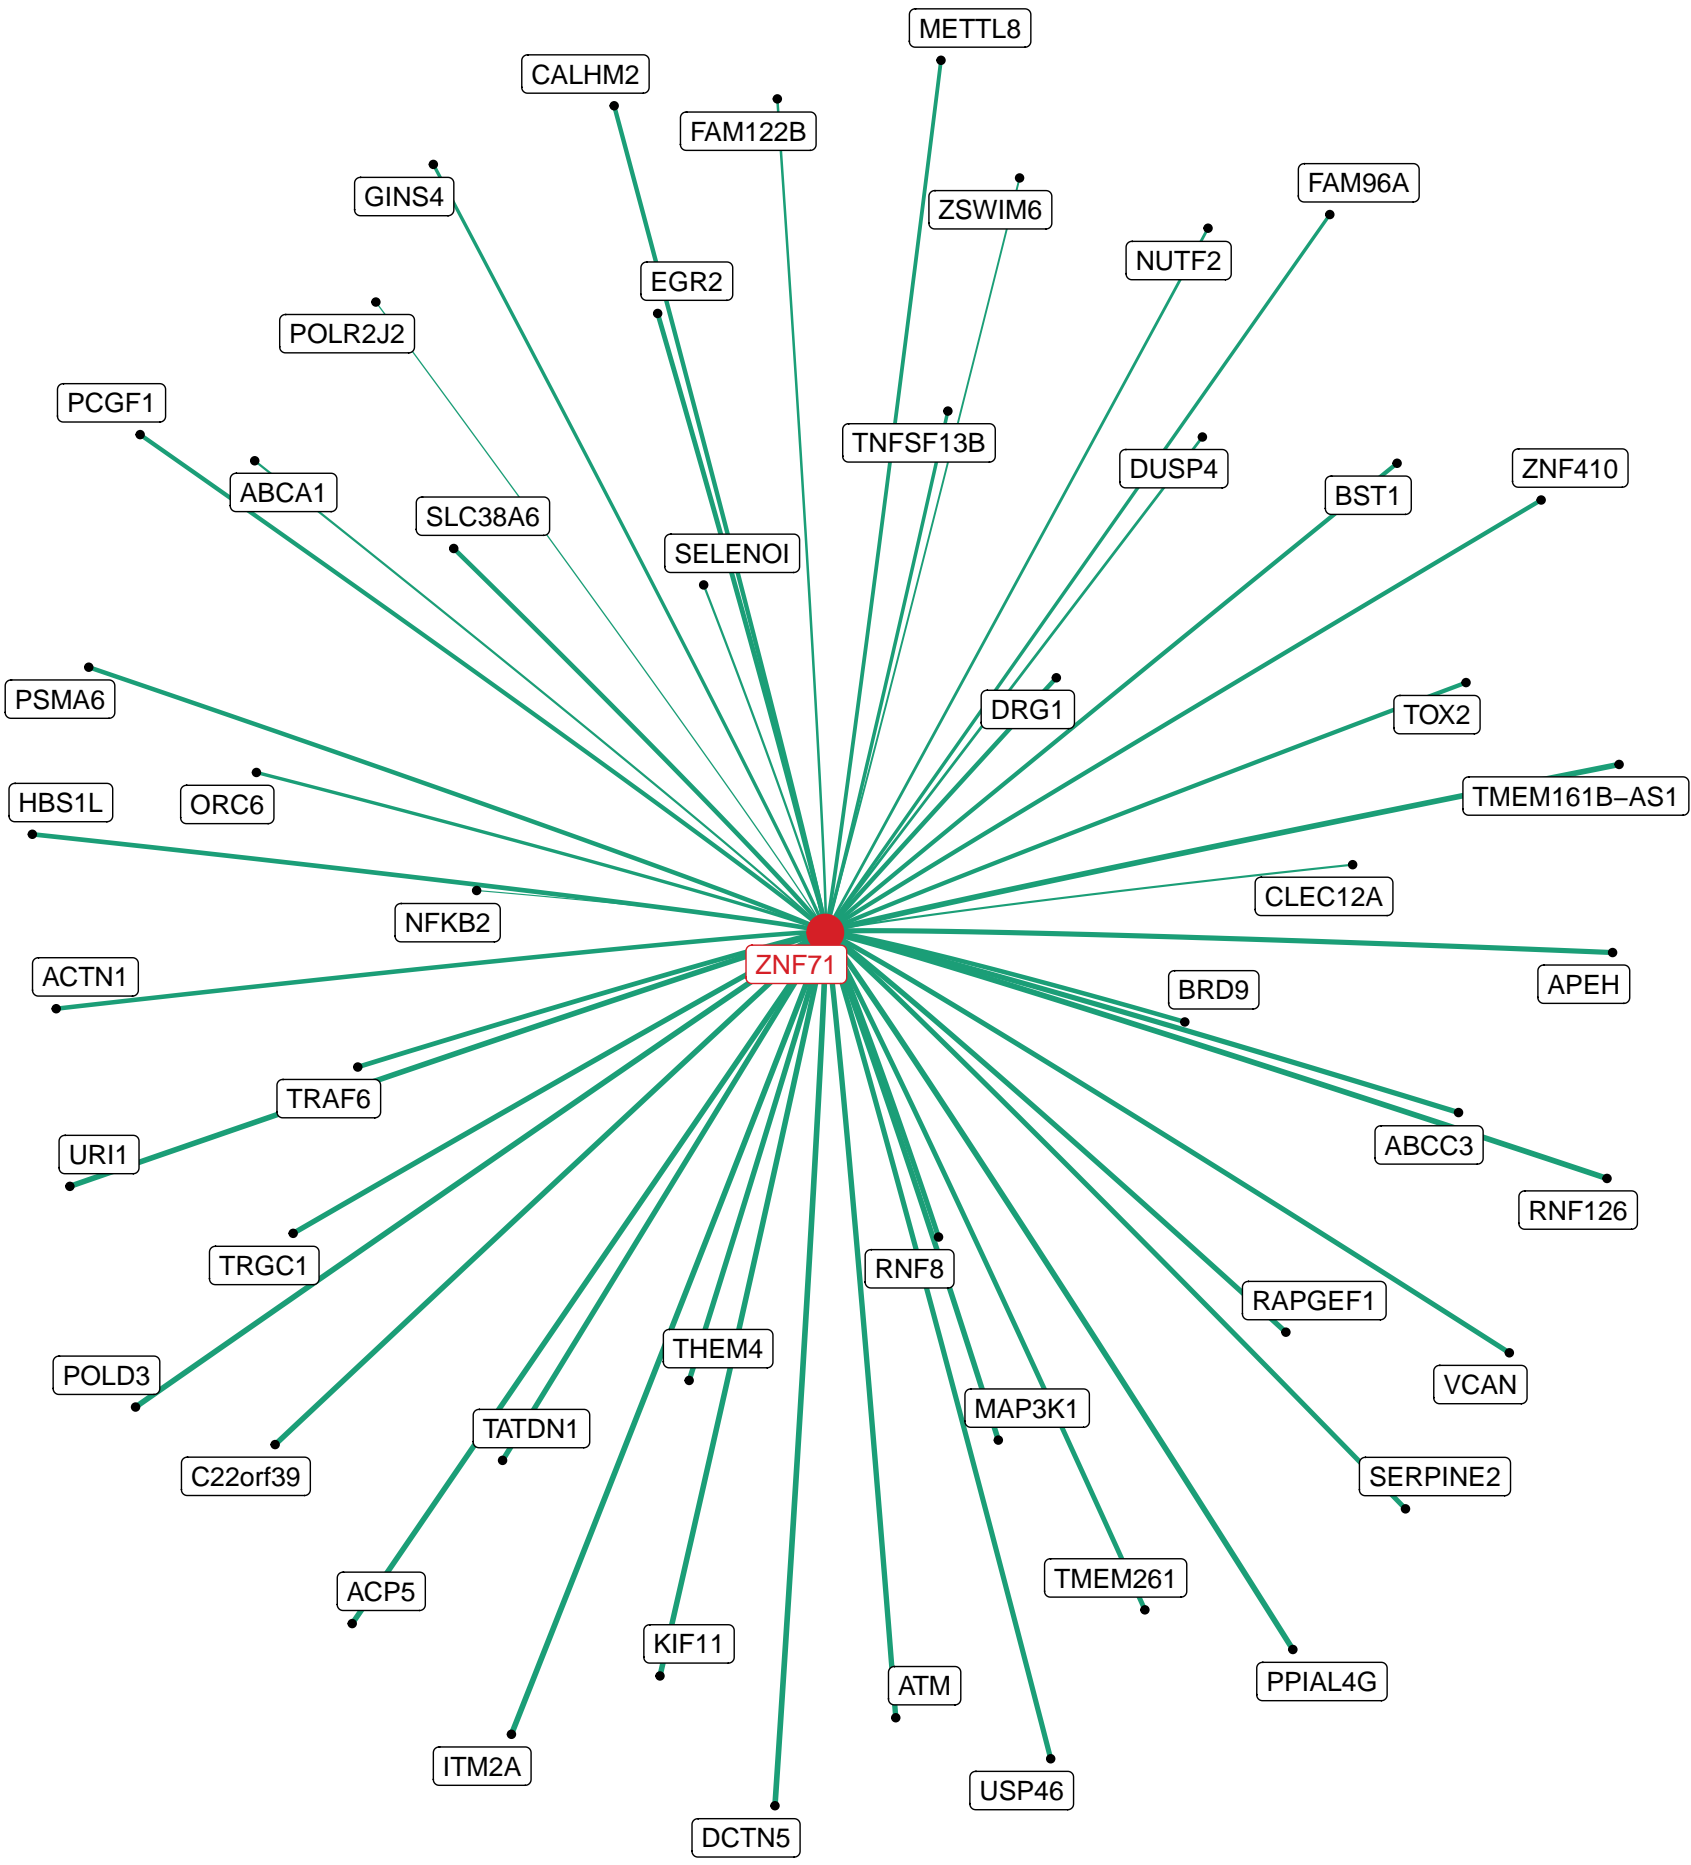 METTL8
CALHM2
FAM122B
FAM96A
GINS4
ZSWIM6
NUTF2
EGR2
POLR2J2
PCGF1
TNFSF13B
DUSP4
ZNF410
ABCA1
BST1
SLC38A6
SELENOI
PSMA6
DRG1
TOX2
HBS1L
ORC6
TMEM161B–AS1
CLEC12A
NFKB2
ZNF71
ACTN1
APEH
BRD9
TRAF6
URI1
ABCC3
RNF126
TRGC1
RNF8
RAPGEF1
THEM4
POLD3
VCAN
MAP3K1
TATDN1
C22orf39
SERPINE2
TMEM261
ACP5
KIF11
PPIAL4G
ATM
ITM2A
USP46
DCTN5